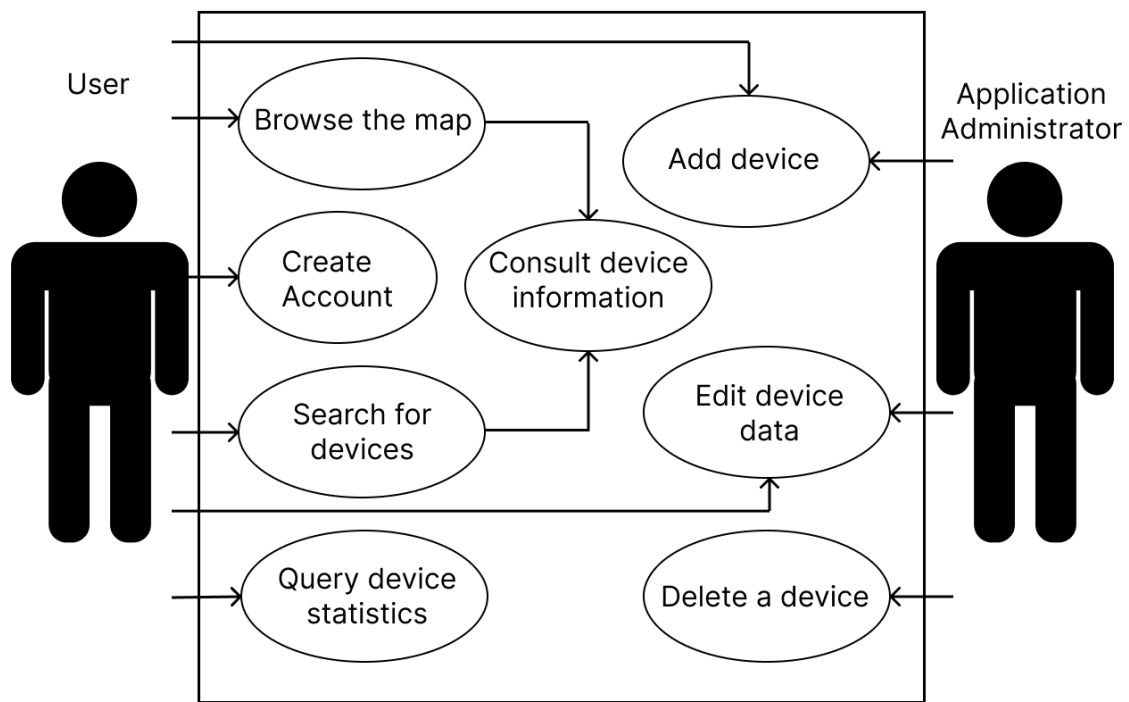 User
Application
Administrator
Browse the map
Add device
Create
Account
Consult device
information
Search for
devices
Edit device
data
Query device
statistics
Delete a device